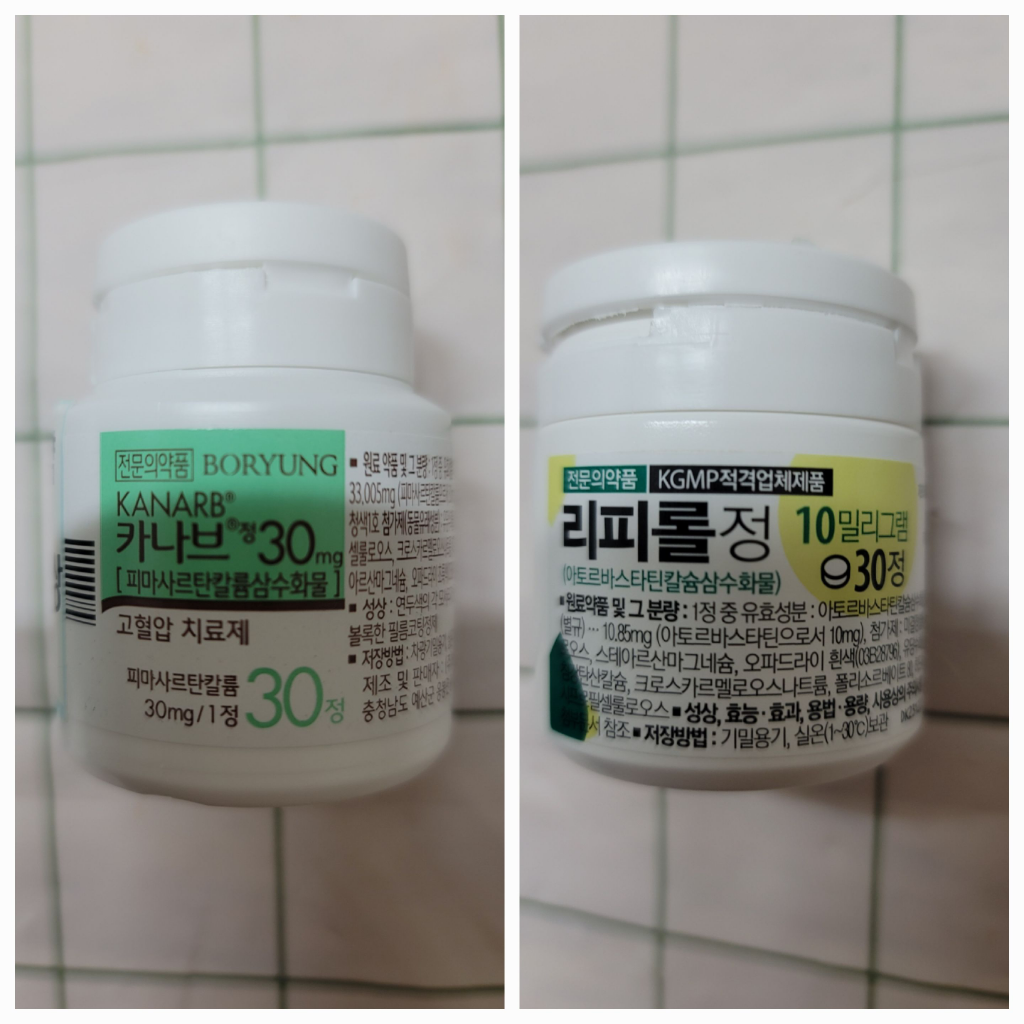 전문의약품 BORYUNG
KANARB®
카나브®정30mg
[피마사르탄칼륨삼수화물]
고혈압 치료제
피마사르탄칼륨
30mg/1정
30정
■ 원료 약품 및 그 분량 :
33.005mg
청색1호 첨가제
셀룰로오스,
아르산마그네슘,
■ 성상 : 연두색의
볼록한 필름코팅정제
■ 저장방법 :
제조 및 판매자 :
충청남도 예산군
전문의약품 KGMP적격업체제품
리피롤정 10밀리그램
30정
(아토르바스타틴칼슘삼수화물)
■ 원료약품 및 그 분량 : 1정 중 유효성분 : 아토르바스타틴칼슘
(별규) ··· 10.85mg (아토르바스타틴으로서 10mg), 첨가제 :
스테아르산마그네슘, 오파드라이 흰색(03B28796),
크로스카르멜로오스나트륨, 폴리소르베이트
셀룰로오스 ■ 성상, 효능·효과, 용법·용량, 사용상의
참조 ■ 저장방법 : 기밀용기, 실온(1~30℃)보관